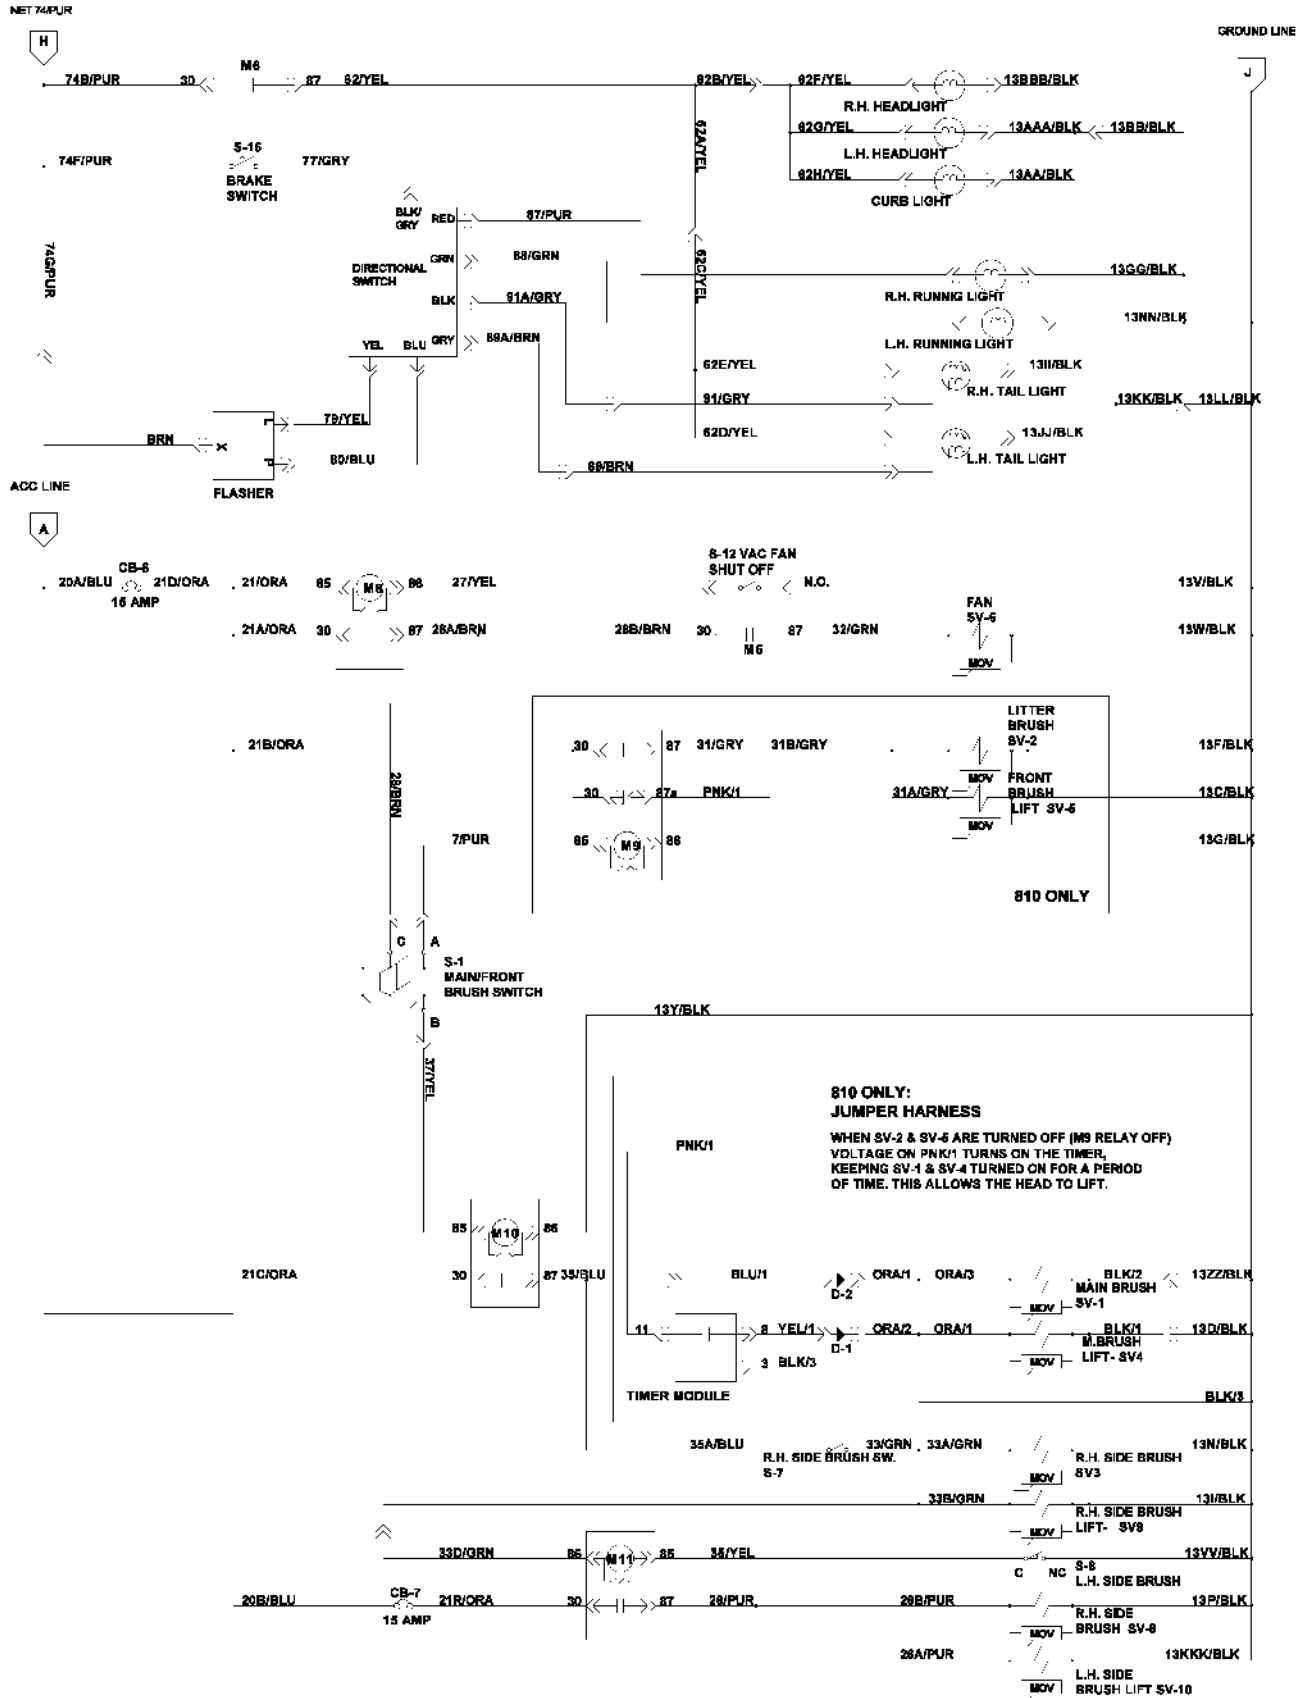 NET 74/PUR
GROUND LINE
H
J
74B/PUR 30 M6 87 62/YEL 62B/YEL 62F/YEL 13BBB/BLK
R.H. HEADLIGHT
62A/YEL
62G/YEL 13AAA/BLK 13BB/BLK
L.H. HEADLIGHT
74F/PUR S-16 77/GRY
BRAKE
SWITCH
62H/YEL 13AA/BLK
CURB LIGHT
BLK/
GRY
RED 87/PUR
74G/PUR
GRN 88/GRN
DIRECTIONAL
SWITCH
62C/YEL
13GG/BLK
R.H. RUNNIG LIGHT
BLK 91A/GRY
13NN/BLK
L.H. RUNNING LIGHT
YEL BLU GRY 89A/BRN
62E/YEL 13II/BLK
R.H. TAIL LIGHT
91/GRY 13KK/BLK 13LL/BLK
L 79/YEL
62D/YEL 13JJ/BLK
L.H. TAIL LIGHT
BRN X
P 80/BLU
89/BRN
FLASHER
ACC LINE
A
CB-6
20A/BLU 21D/ORA 21/ORA 85 M8 86 27/YEL
15 AMP
S-12 VAC FAN
SHUT OFF
N.O. 13V/BLK
21A/ORA 30 87 28A/BRN 28B/BRN 30 87 32/GRN
M5
FAN
SV-6
MOV
13W/BLK
LITTER
BRUSH
SV-2
21B/ORA 30 87 31/GRY 31B/GRY 13F/BLK
MOV
FRONT
BRUSH
LIFT SV-5
28/BRN
30 87a PNK/1 31A/GRY 13C/BLK
MOV
7/PUR 85 M9 86 13G/BLK
810 ONLY
C A
S-1
MAIN/FRONT
BRUSH SWITCH
B
13Y/BLK
37/YEL
810 ONLY:
JUMPER HARNESS
WHEN SV-2 & SV-5 ARE TURNED OFF (M9 RELAY OFF)
VOLTAGE ON PNK/1 TURNS ON THE TIMER,
KEEPING SV-1 & SV-4 TURNED ON FOR A PERIOD
OF TIME. THIS ALLOWS THE HEAD TO LIFT.
PNK/1
85 M10 86
21C/ORA 30 87 35/BLU BLU/1 ORA/1 ORA/3 BLK/2 13ZZ/BLK
D-2
MAIN BRUSH
SV-1
MOV
11 8 YEL/1 ORA/2 ORA/1 BLK/1 13D/BLK
D-1
M.BRUSH
LIFT- SV4
MOV
3 BLK/3
TIMER MODULE
BLK/3
35A/BLU 33/GRN 33A/GRN 13N/BLK
R.H. SIDE BRUSH SW.
S-7
R.H. SIDE BRUSH
SV3
MOV
33B/GRN 13I/BLK
R.H. SIDE BRUSH
LIFT- SV9
MOV
33D/GRN 86 M11 85 36/YEL 13VV/BLK
C NC
S-8
L.H. SIDE BRUSH
20B/BLU CB-7 21R/ORA 30 87 26/PUR 26B/PUR 13P/BLK
15 AMP
R.H. SIDE
BRUSH SV-8
MOV
26A/PUR 13KKK/BLK
L.H. SIDE
BRUSH LIFT SV-10
MOV